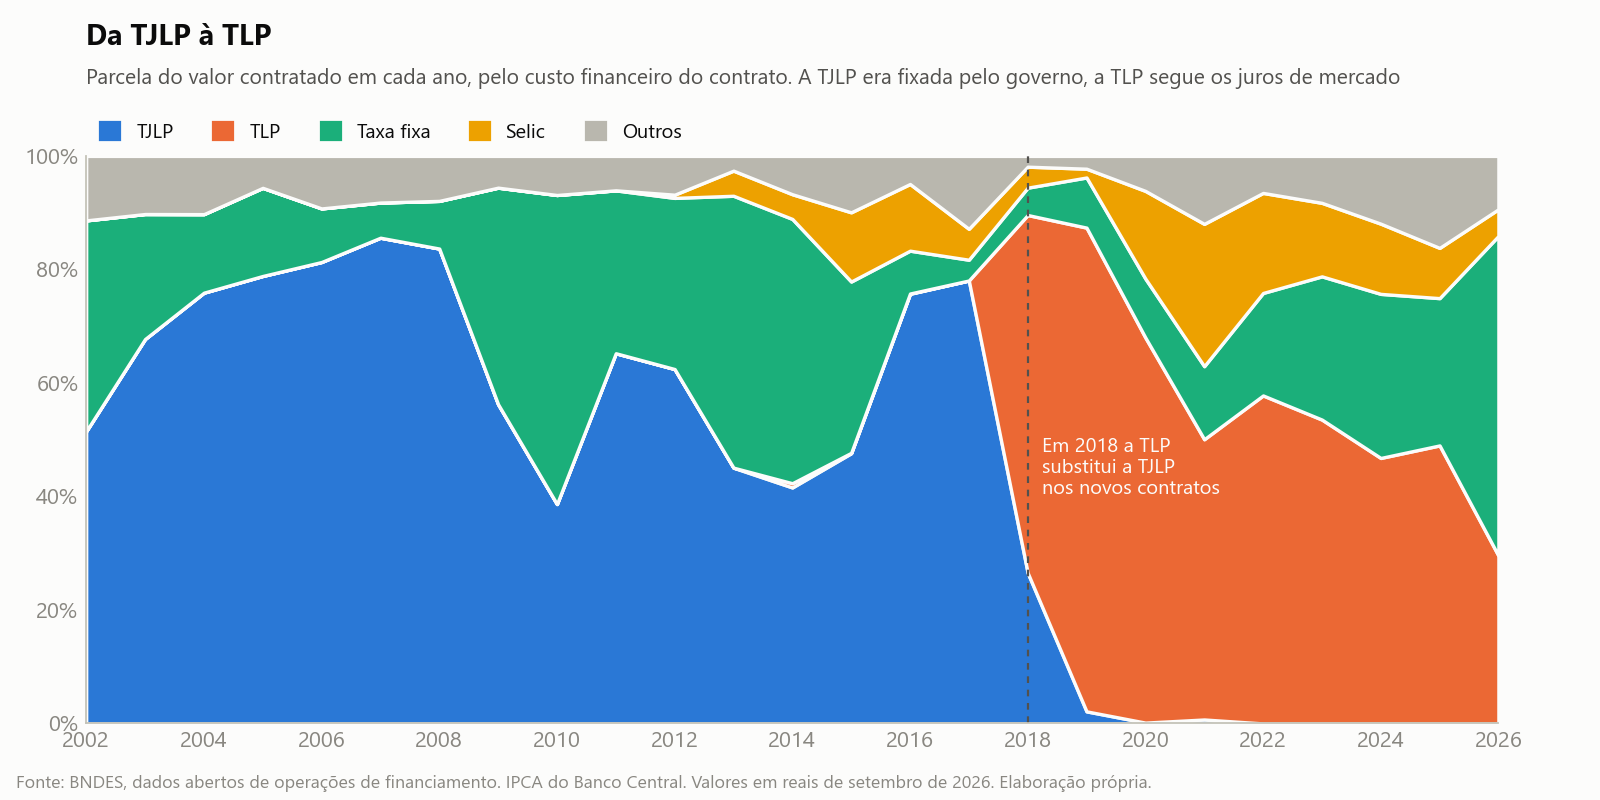 Da TJLP à TLP
Parcela do valor contratado em cada ano, pelo custo financeiro do contrato. A TJLP era fixada pelo governo, a TLP segue os juros de mercado
TJLP TLP Taxa fixa Selic Outros
100%
80%
60%
40%
20%
0%
Em 2018 a TLP
substitui a TJLP
nos novos contratos
2002 2004 2006 2008 2010 2012 2014 2016 2018 2020 2022 2024 2026
Fonte: BNDES, dados abertos de operações de financiamento. IPCA do Banco Central. Valores em reais de setembro de 2026. Elaboração própria.